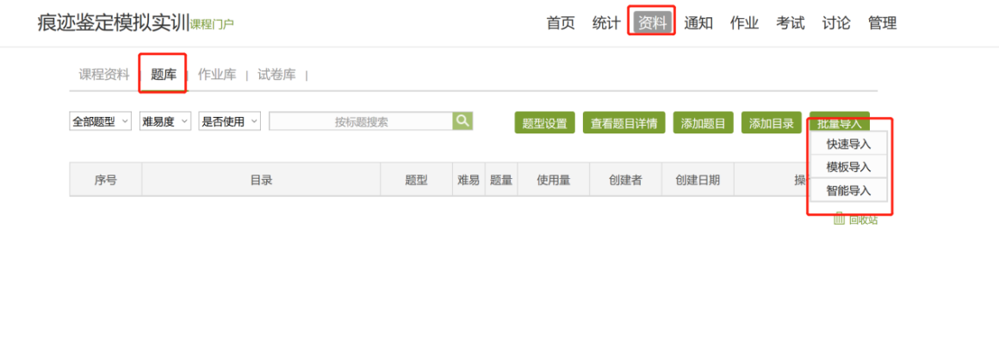 痕迹鉴定模拟实训课程门户 首页 统计 资料 通知 作业 考试 讨论 管理
课程资料 | 题库 | 作业库 | 试卷库 |
全部题型 难易度 是否使用 按标题搜索 题型设置 查看题目详情 添加题目 添加目录 批量导入
快速导入
模板导入
智能导入
序号 目录 题型 难易 题量 使用量 创建者 创建日期 操
回收站